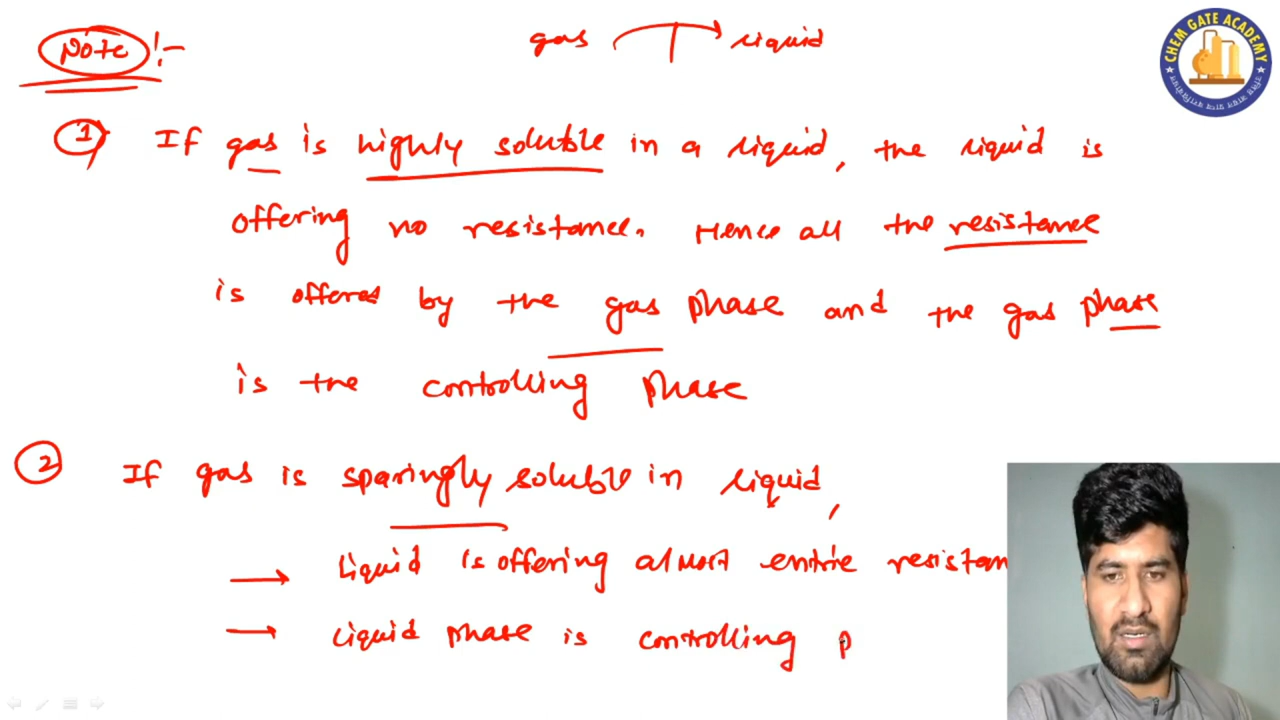 Note :-
gas liquid
CHEM GATE ACADEMY
① If gas is highly soluble in a liquid, the liquid is
offering no resistance. Hence all the resistance
is offered by the gas phase and the gas phase
is the controlling phase
② If gas is sparingly soluble in liquid,
→ Liquid is offering almost entire resistan
→ Liquid phase is controlling p